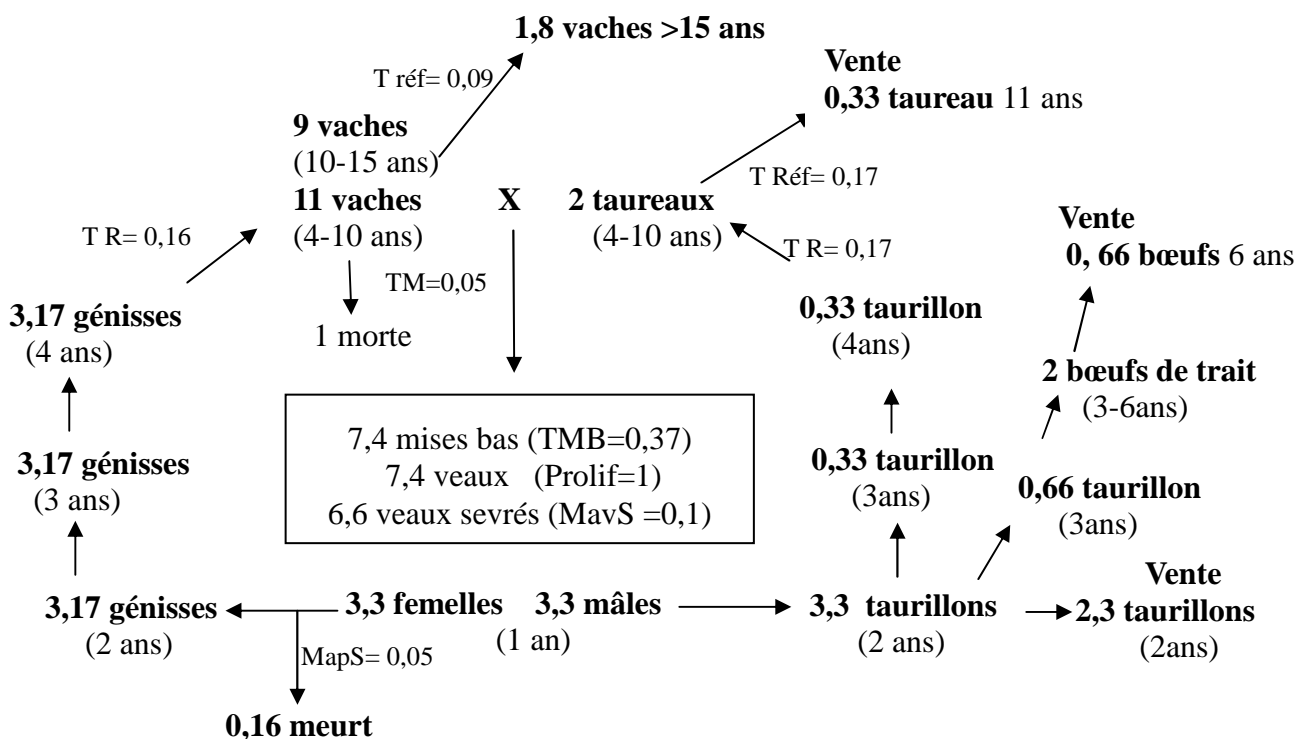 1,8 vaches >15 ans
T réf= 0,09
Vente
0,33 taureau 11 ans
9 vaches
(10-15 ans)
T Réf= 0,17
11 vaches X 2 taureaux
(4-10 ans) (4-10 ans)
T R= 0,16
T R= 0,17
Vente
0, 66 bœufs 6 ans
TM=0,05
1 morte
3,17 génisses
(4 ans)
0,33 taurillon
(4ans)
2 bœufs de trait
(3-6ans)
7,4 mises bas (TMB=0,37)
7,4 veaux (Prolif=1)
6,6 veaux sevrés (MavS =0,1)
3,17 génisses
(3 ans)
0,33 taurillon
(3ans)
0,66 taurillon
(3ans)
3,17 génisses
(2 ans)
3,3 femelles 3,3 mâles
(1 an)
3,3 taurillons
(2 ans)
Vente
2,3 taurillons
(2ans)
MapS= 0,05
0,16 meurt